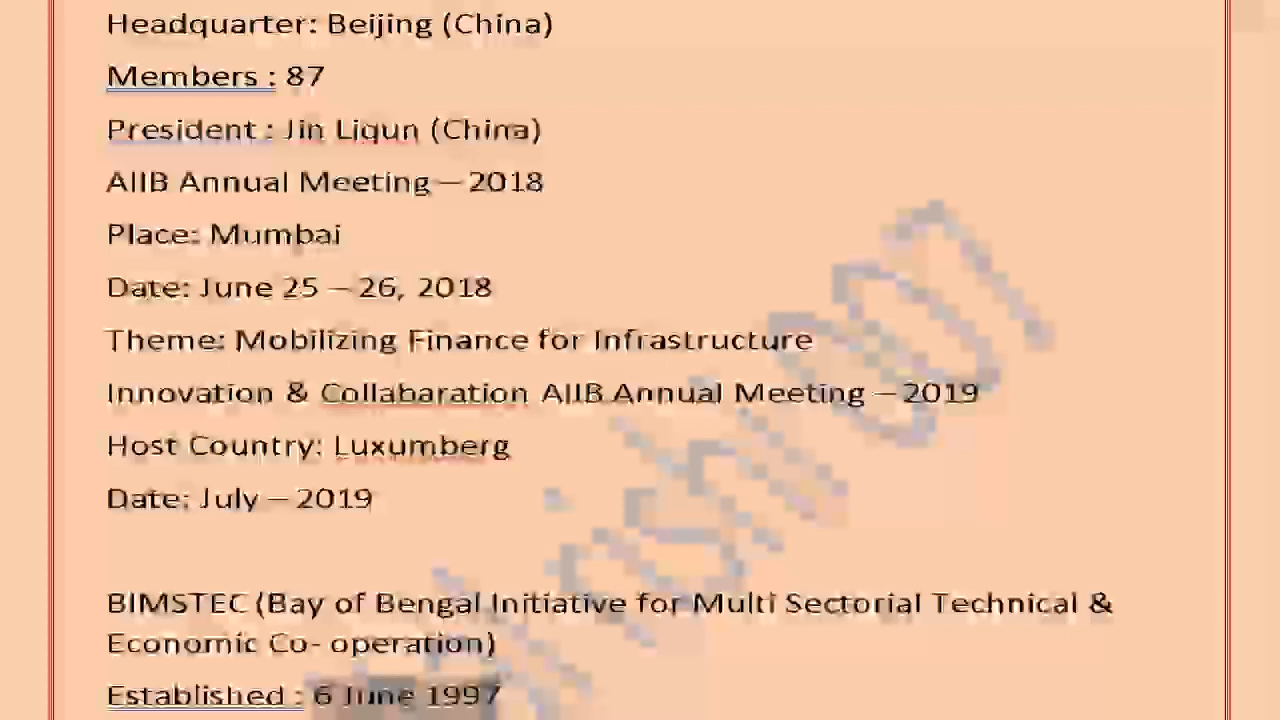 Headquarter: Beijing (China)
Members : 87
President : Jin Liqun (China)
AIIB Annual Meeting – 2018
Place: Mumbai
Date: June 25 – 26, 2018
Theme: Mobilizing Finance for Infrastructure
Innovation & Collabaration AIIB Annual Meeting – 2019
Host Country: Luxumberg
Date: July – 2019
BIMSTEC (Bay of Bengal Initiative for Multi Sectorial Technical &
Economic Co- operation)
Established : 6 June 1997